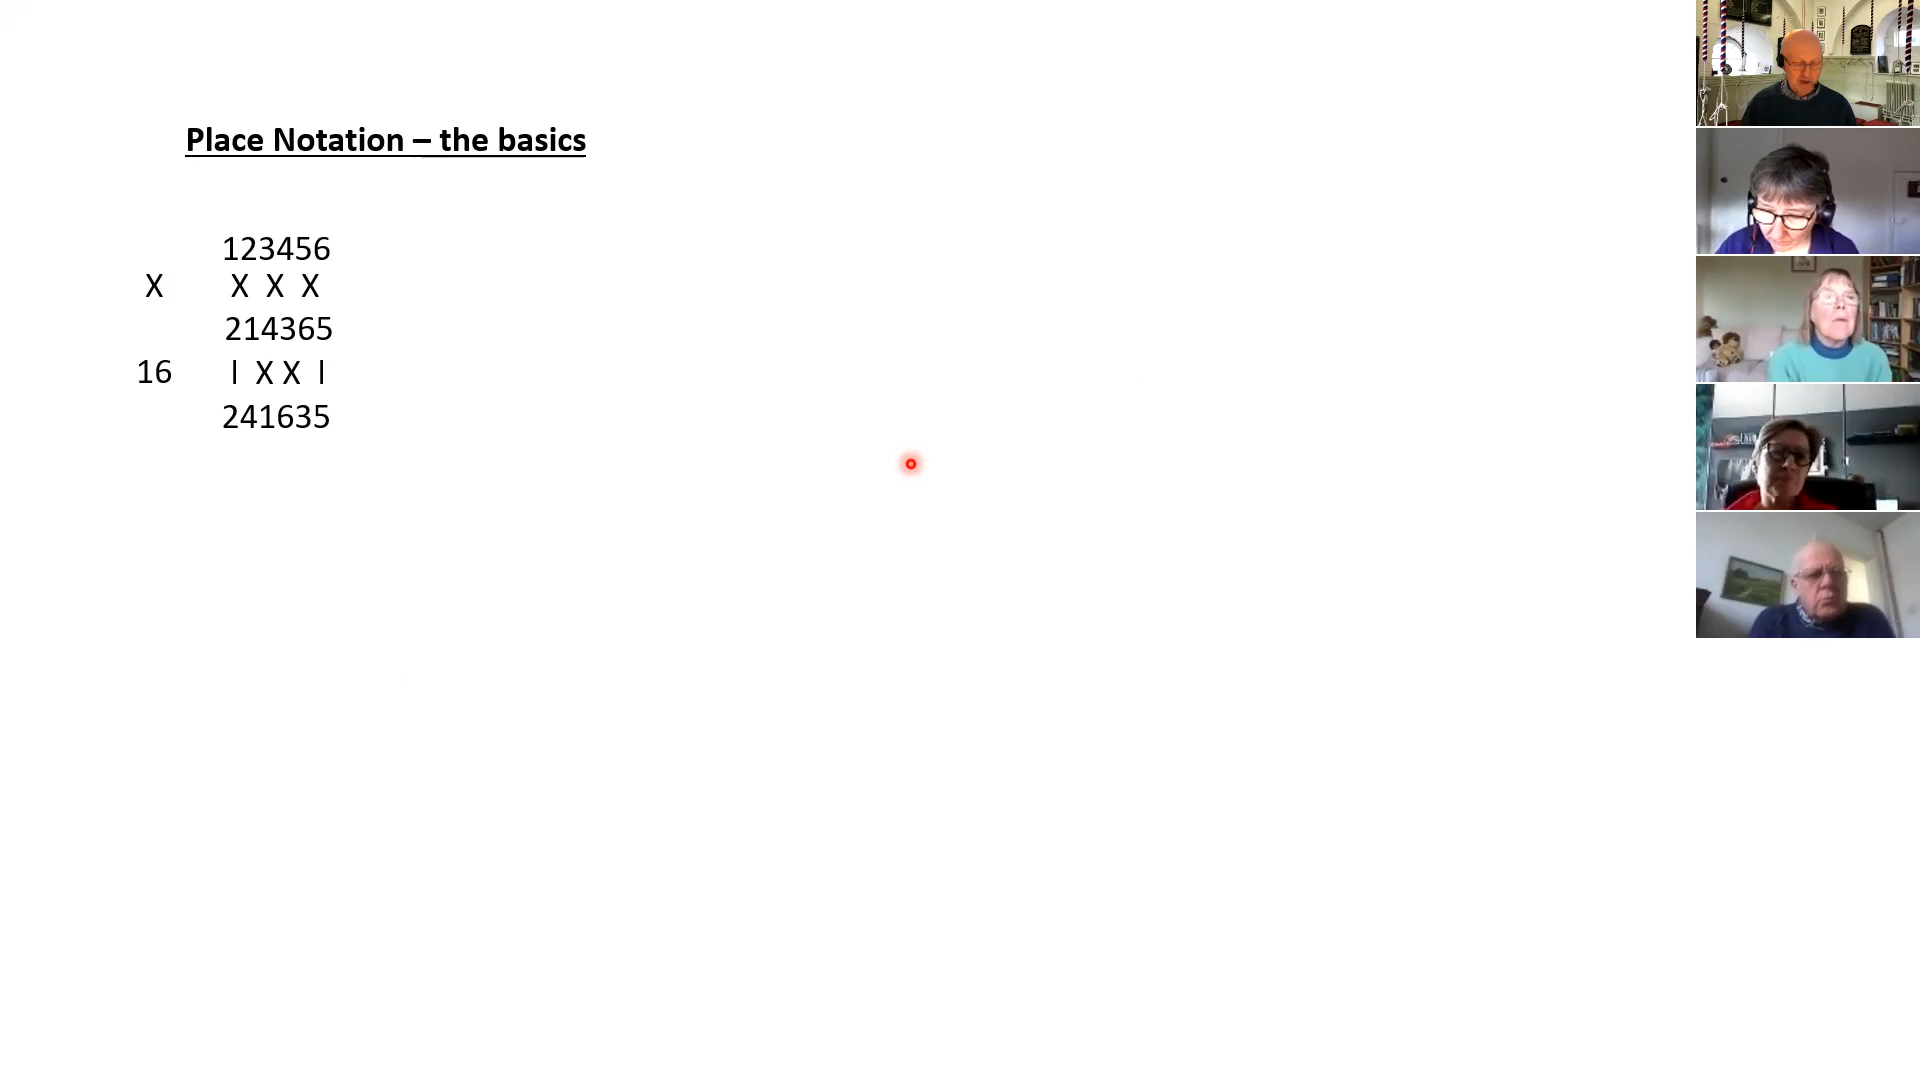 Place Notation – the basics
123456
X X X X
214365
16 l X X l
241635